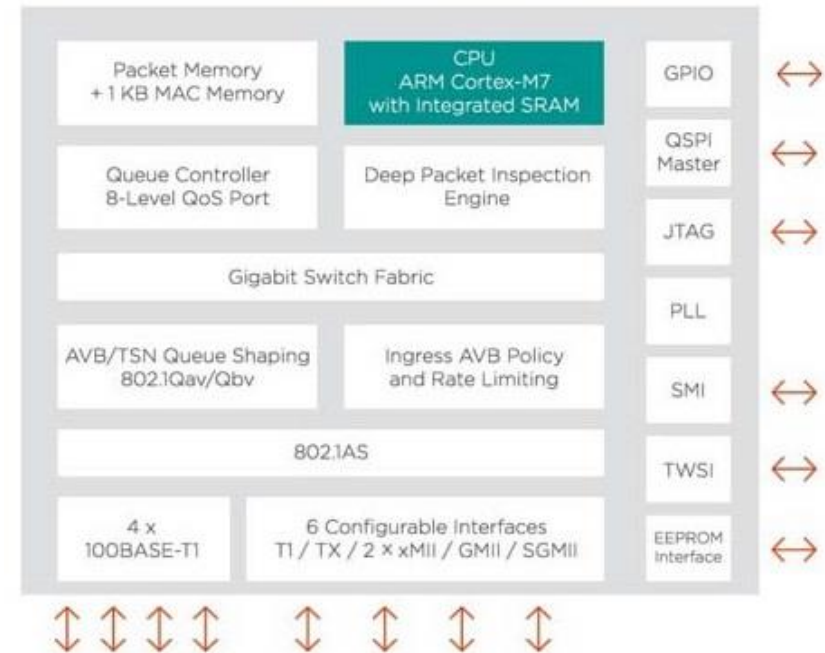 Packet Memory
+ 1 KB MAC Memory
CPU
ARM Cortex-M7
with Integrated SRAM
GPIO
Queue Controller
8-Level QoS Port
Deep Packet Inspection
Engine
QSPI
Master
JTAG
Gigabit Switch Fabric
PLL
AVB/TSN Queue Shaping
802.1Qav/Qbv
Ingress AVB Policy
and Rate Limiting
SMI
802.1AS
TWSI
4 x
100BASE-T1
6 Configurable Interfaces
T1 / TX / 2 × xMII / GMII / SGMII
EEPROM
Interface